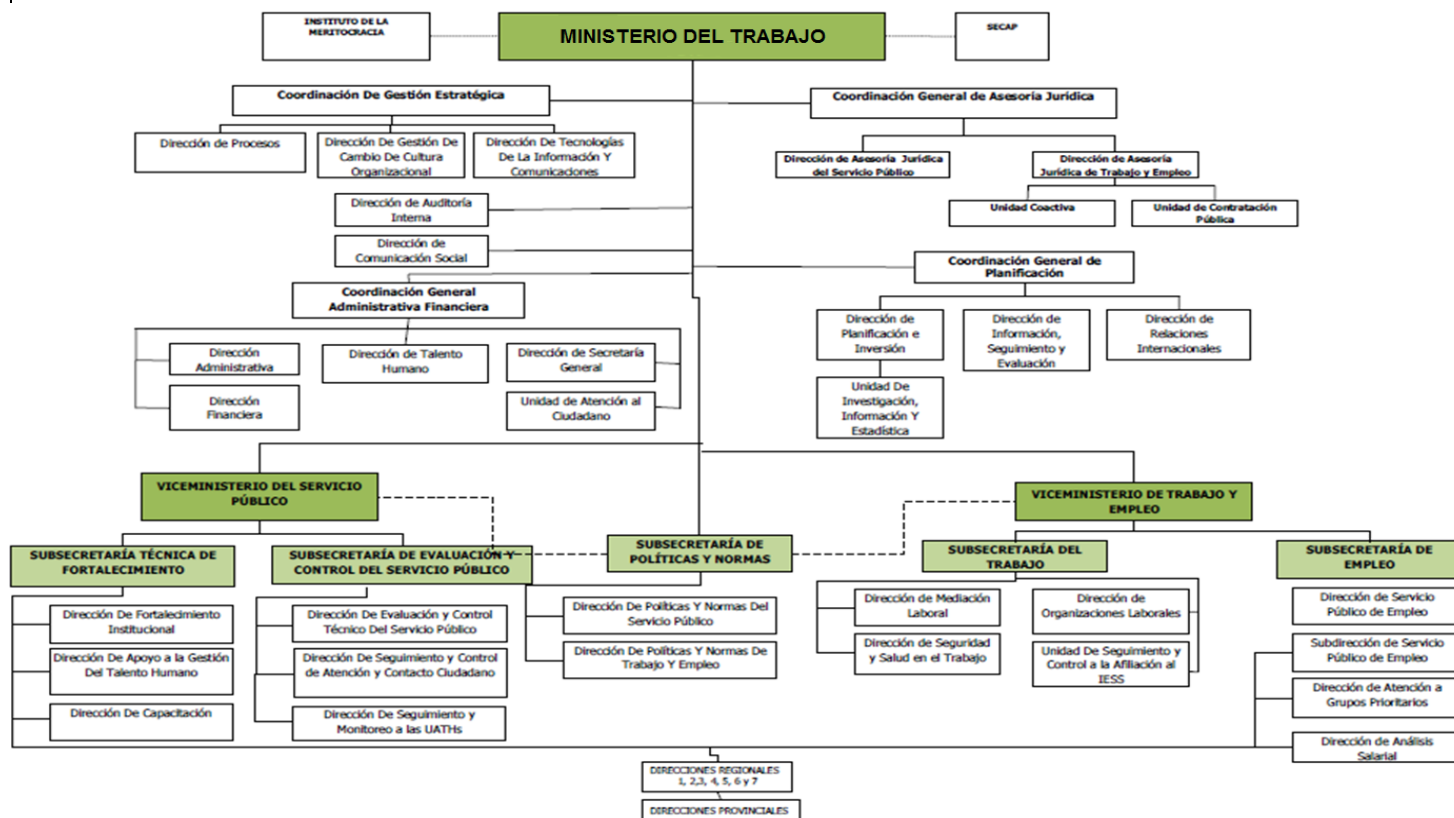 INSTITUTO DE LA
MERITOCRACIA
MINISTERIO DEL TRABAJO
SECAP
Coordinación De Gestión Estratégica
Coordinación General de Asesoría Jurídica
Dirección de Procesos
Dirección De Gestión De
Cambio De Cultura
Organizacional
Dirección De Tecnologías
De La Información Y
Comunicaciones
Dirección de Asesoría Jurídica
del Servicio Público
Dirección de Asesoría
Jurídica de Trabajo y Empleo
Unidad Coactiva
Unidad de Contratación
Pública
Dirección de Auditoría
Interna
Dirección de
Comunicación Social
Coordinación General de
Planificación
Coordinación General
Administrativa Financiera
Dirección de
Planificación e
Inversión
Dirección de
Información,
Seguimiento y
Evaluación
Dirección de
Relaciones
Internacionales
Dirección
Administrativa
Dirección de Talento
Humano
Dirección de Secretaría
General
Dirección
Financiera
Unidad de Atención al
Ciudadano
Unidad De
Investigación,
Información Y
Estadística
VICEMINISTERIO DEL SERVICIO
PÚBLICO
VICEMINISTERIO DE TRABAJO Y
EMPLEO
SUBSECRETARÍA TÉCNICA DE
FORTALECIMIENTO
SUBSECRETARÍA DE EVALUACIÓN Y
CONTROL DEL SERVICIO PÚBLICO
SUBSECRETARÍA DE
POLÍTICAS Y NORMAS
SUBSECRETARÍA DEL
TRABAJO
SUBSECRETARÍA DE
EMPLEO
Dirección de Fortalecimiento
Institucional
Dirección De Apoyo a la Gestión
Del Talento Humano
Dirección De Capacitación
Dirección De Evaluación y Control
Técnico Del Servicio Público
Dirección De Seguimiento y Control
de Atención y Contacto Ciudadano
Dirección De Seguimiento y
Monitoreo a las UATHs
Dirección De Políticas Y Normas Del
Servicio Público
Dirección De Políticas Y Normas De
Trabajo Y Empleo
Dirección de Mediación
Laboral
Dirección de Seguridad
y Salud en el Trabajo
Dirección de
Organizaciones Laborales
Unidad De Seguimiento y
Control a la Afiliación al
IESS
Dirección de Servicio
Público de Empleo
Subdirección de Servicio
Público de Empleo
Dirección de Atención a
Grupos Prioritarios
Dirección de Análisis
Salarial
DIRECCIONES REGIONALES
1, 2,3, 4, 5, 6 y 7
DIRECCIONES PROVINCIALES